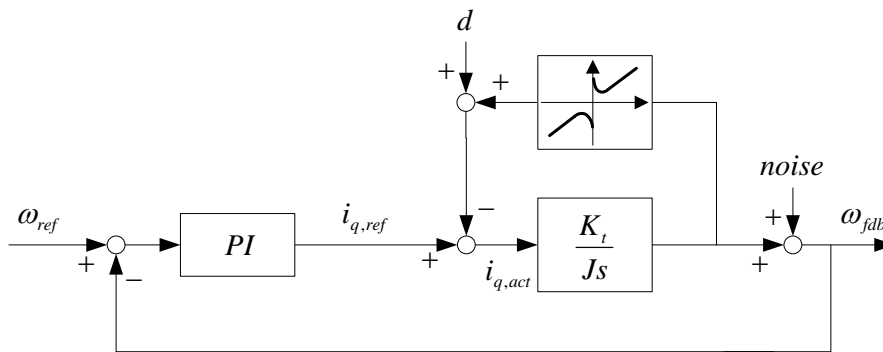 d
+
+
noise
ω_ref
i_q,ref
−
+
ω_fdb
+
−
PI
+
i_q,act
K_t
Js
+